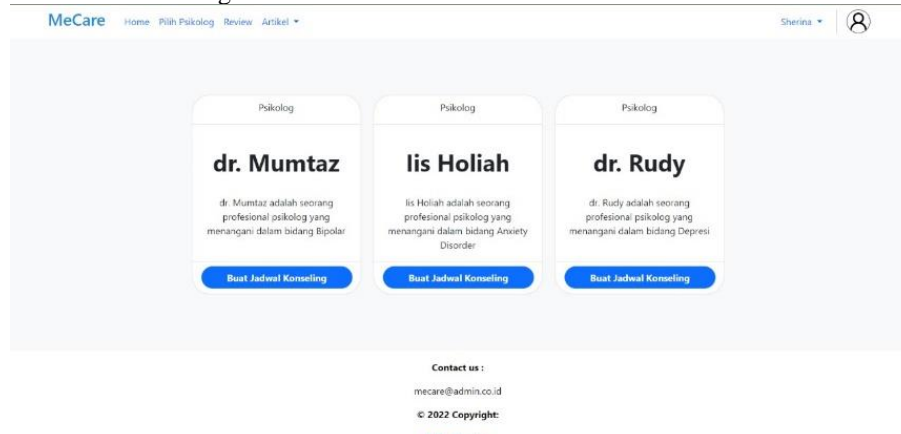 MeCare Home Pilih Psikolog Review Artikel Sherina
Psikolog
dr. Mumtaz
dr. Mumtaz adalah seorang
profesional psikolog yang
menangani dalam bidang Bipolar
Buat Jadwal Konseling
Psikolog
Iis Holiah
Iis Holiah adalah seorang
profesional psikolog yang
menangani dalam bidang Anxiety
Disorder
Buat Jadwal Konseling
Psikolog
dr. Rudy
dr. Rudy adalah seorang
profesional psikolog yang
menangani dalam bidang Depresi
Buat Jadwal Konseling
Contact us :
mecare@admin.co.id
© 2022 Copyright: